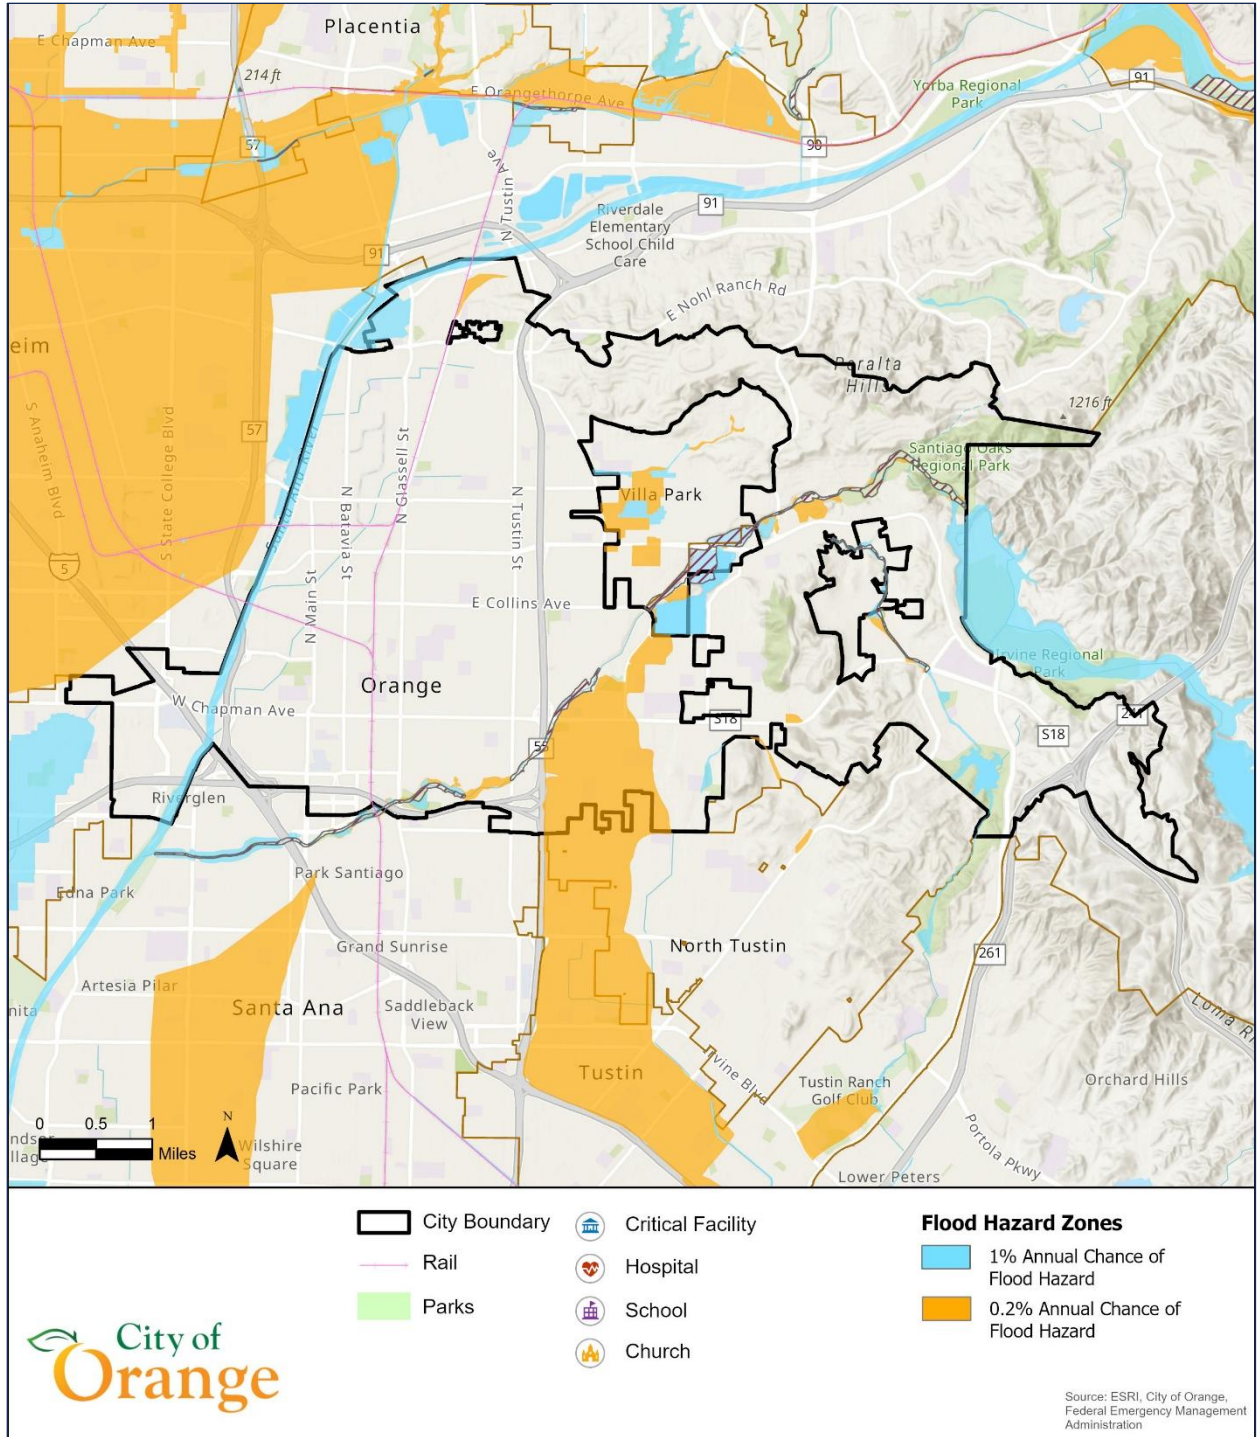 Placentia
E Chapman Ave
214 ft
91
E Orangethorpe Ave
Yorba Regional
Park
57
90
N Tustin Ave
91
Riverdale
Elementary
School Child
Care
91
E Nohl Ranch Rd
eim
Peralta
Hills
1216 ft
S Anaheim Blvd
S State College Blvd
57
Santa Ana River
N Batavia St
N Glassell St
N Tustin St
Santiago Oaks
Regional Park
Villa Park
5
N Main St
E Collins Ave
Irvine Regional
Park
Orange
W Chapman Ave
S18
241
S18
55
Riverglen
Park Santiago
Edna Park
Grand Sunrise
North Tustin
261
Artesia Pilar
nita
Santa Ana
Saddleback
View
Loma R
Tustin
Irvine Blvd
Tustin Ranch
Golf Club
Orchard Hills
Pacific Park
Portola Pkwy
0 0.5 1
Miles
N
ndsor
llage
Wilshire
Square
Lower Peters
City Boundary
Rail
Parks
Critical Facility
Hospital
School
Church
Flood Hazard Zones
1% Annual Chance of
Flood Hazard
0.2% Annual Chance of
Flood Hazard
City of
Orange
Source: ESRI, City of Orange,
Federal Emergency Management
Administration